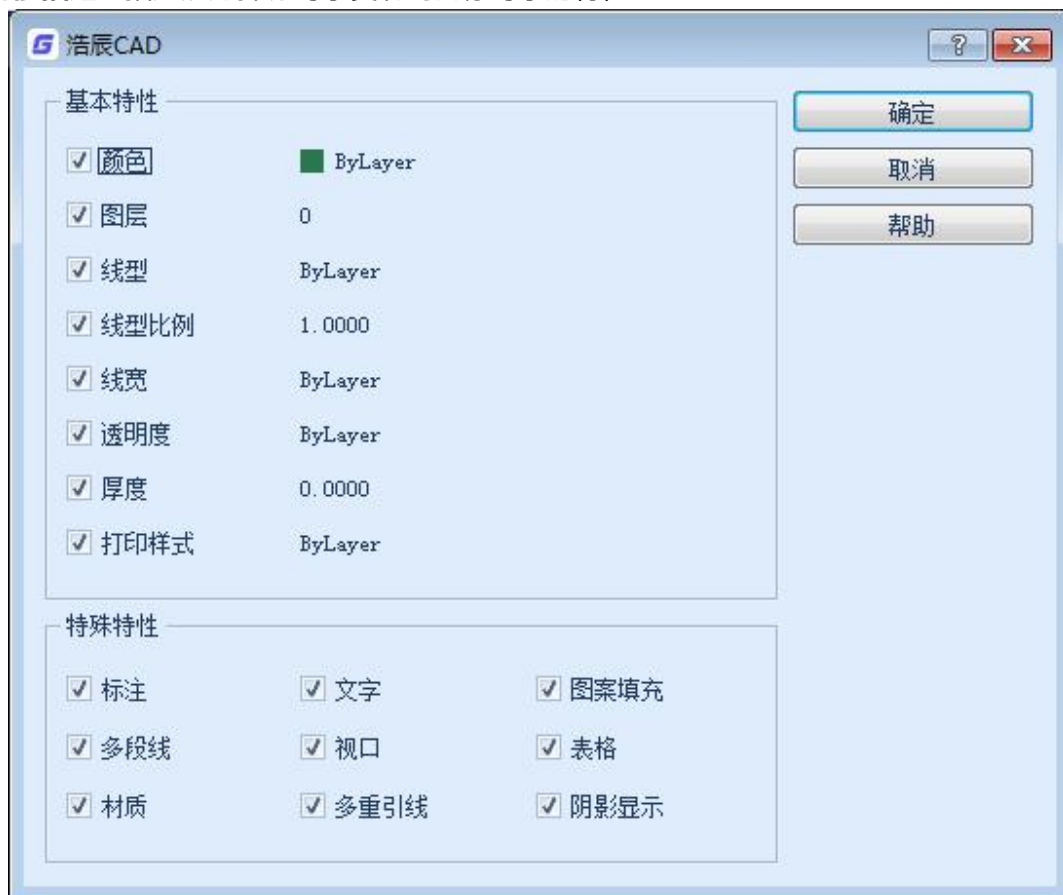 浩辰CAD
基本特性
确定
颜色 ByLayer
取消
图层 0
帮助
线型 ByLayer
线型比例 1.0000
线宽 ByLayer
透明度 ByLayer
厚度 0.0000
打印样式 ByLayer
特殊特性
标注 文字 图案填充
多段线 视口 表格
材质 多重引线 阴影显示